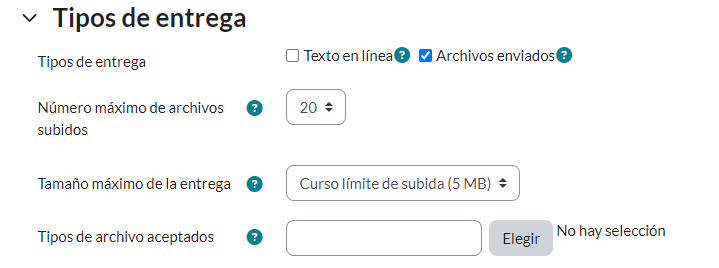 Tipos de entrega
Tipos de entrega Texto en línea ? Archivos enviados ?
Número máximo de archivos subidos ? 20
Tamaño máximo de la entrega ? Curso límite de subida (5 MB)
Tipos de archivo aceptados ? Elegir No hay selección